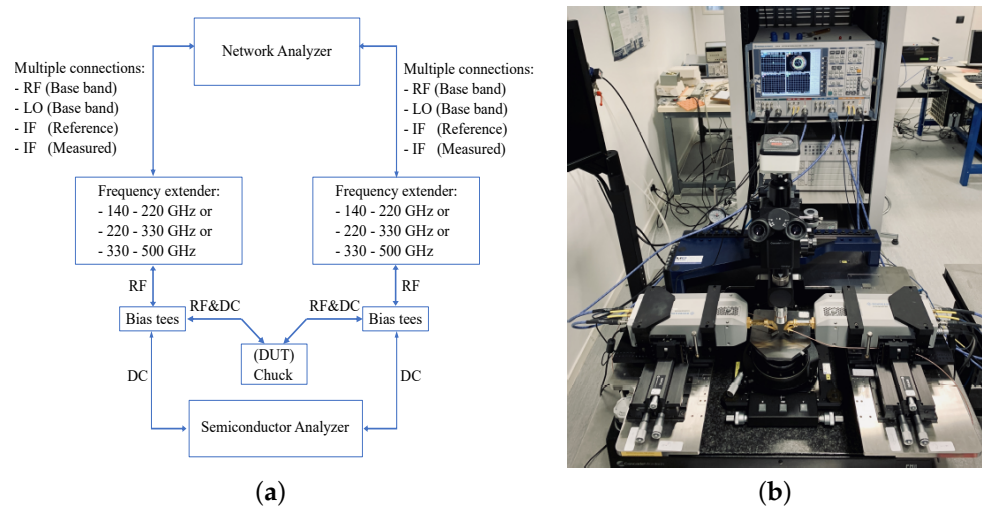 Network Analyzer
Multiple connections:
- RF (Base band)
- LO (Base band)
- IF (Reference)
- IF (Measured)
Multiple connections:
- RF (Base band)
- LO (Base band)
- IF (Reference)
- IF (Measured)
Frequency extender:
- 140 - 220 GHz or
- 220 - 330 GHz or
- 330 - 500 GHz
Frequency extender:
- 140 - 220 GHz or
- 220 - 330 GHz or
- 330 - 500 GHz
RF
RF
Bias tees
RF&DC
RF&DC
Bias tees
(DUT)
Chuck
DC
DC
Semiconductor Analyzer
(a)
(b)